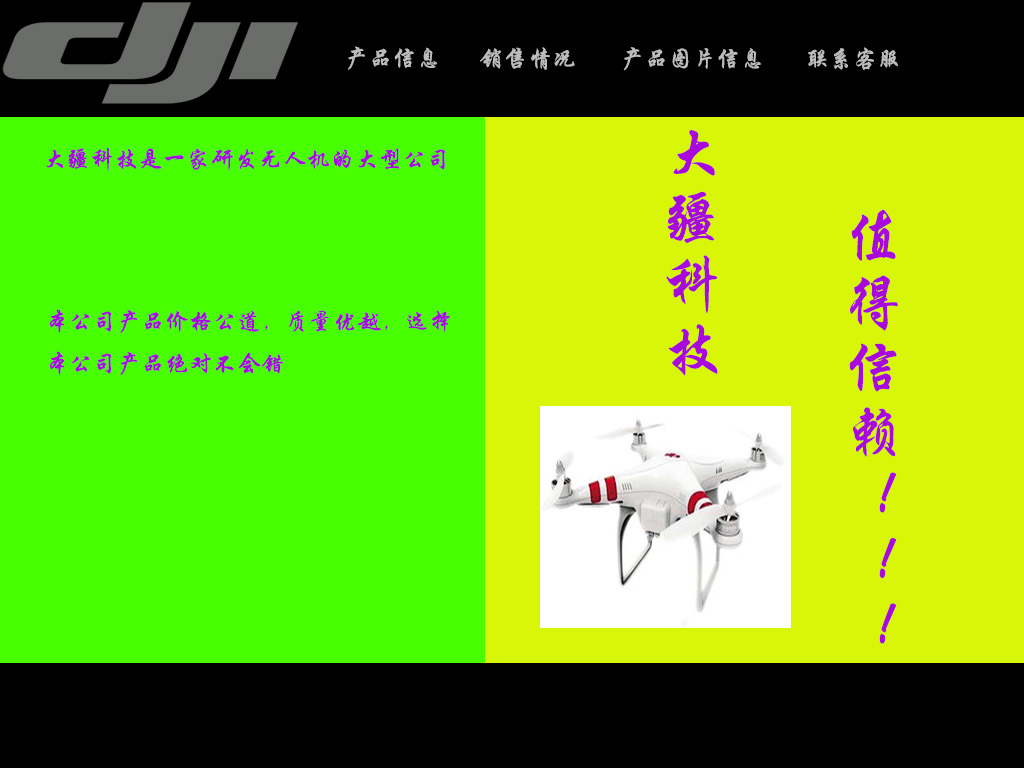 dji
产品信息 销售情况 产品图片信息 联系客服
大疆科技是一家研发无人机的大型公司
本公司产品价格公道，质量优越，选择
本公司产品绝对不会错
大疆科技
值得信赖！！！